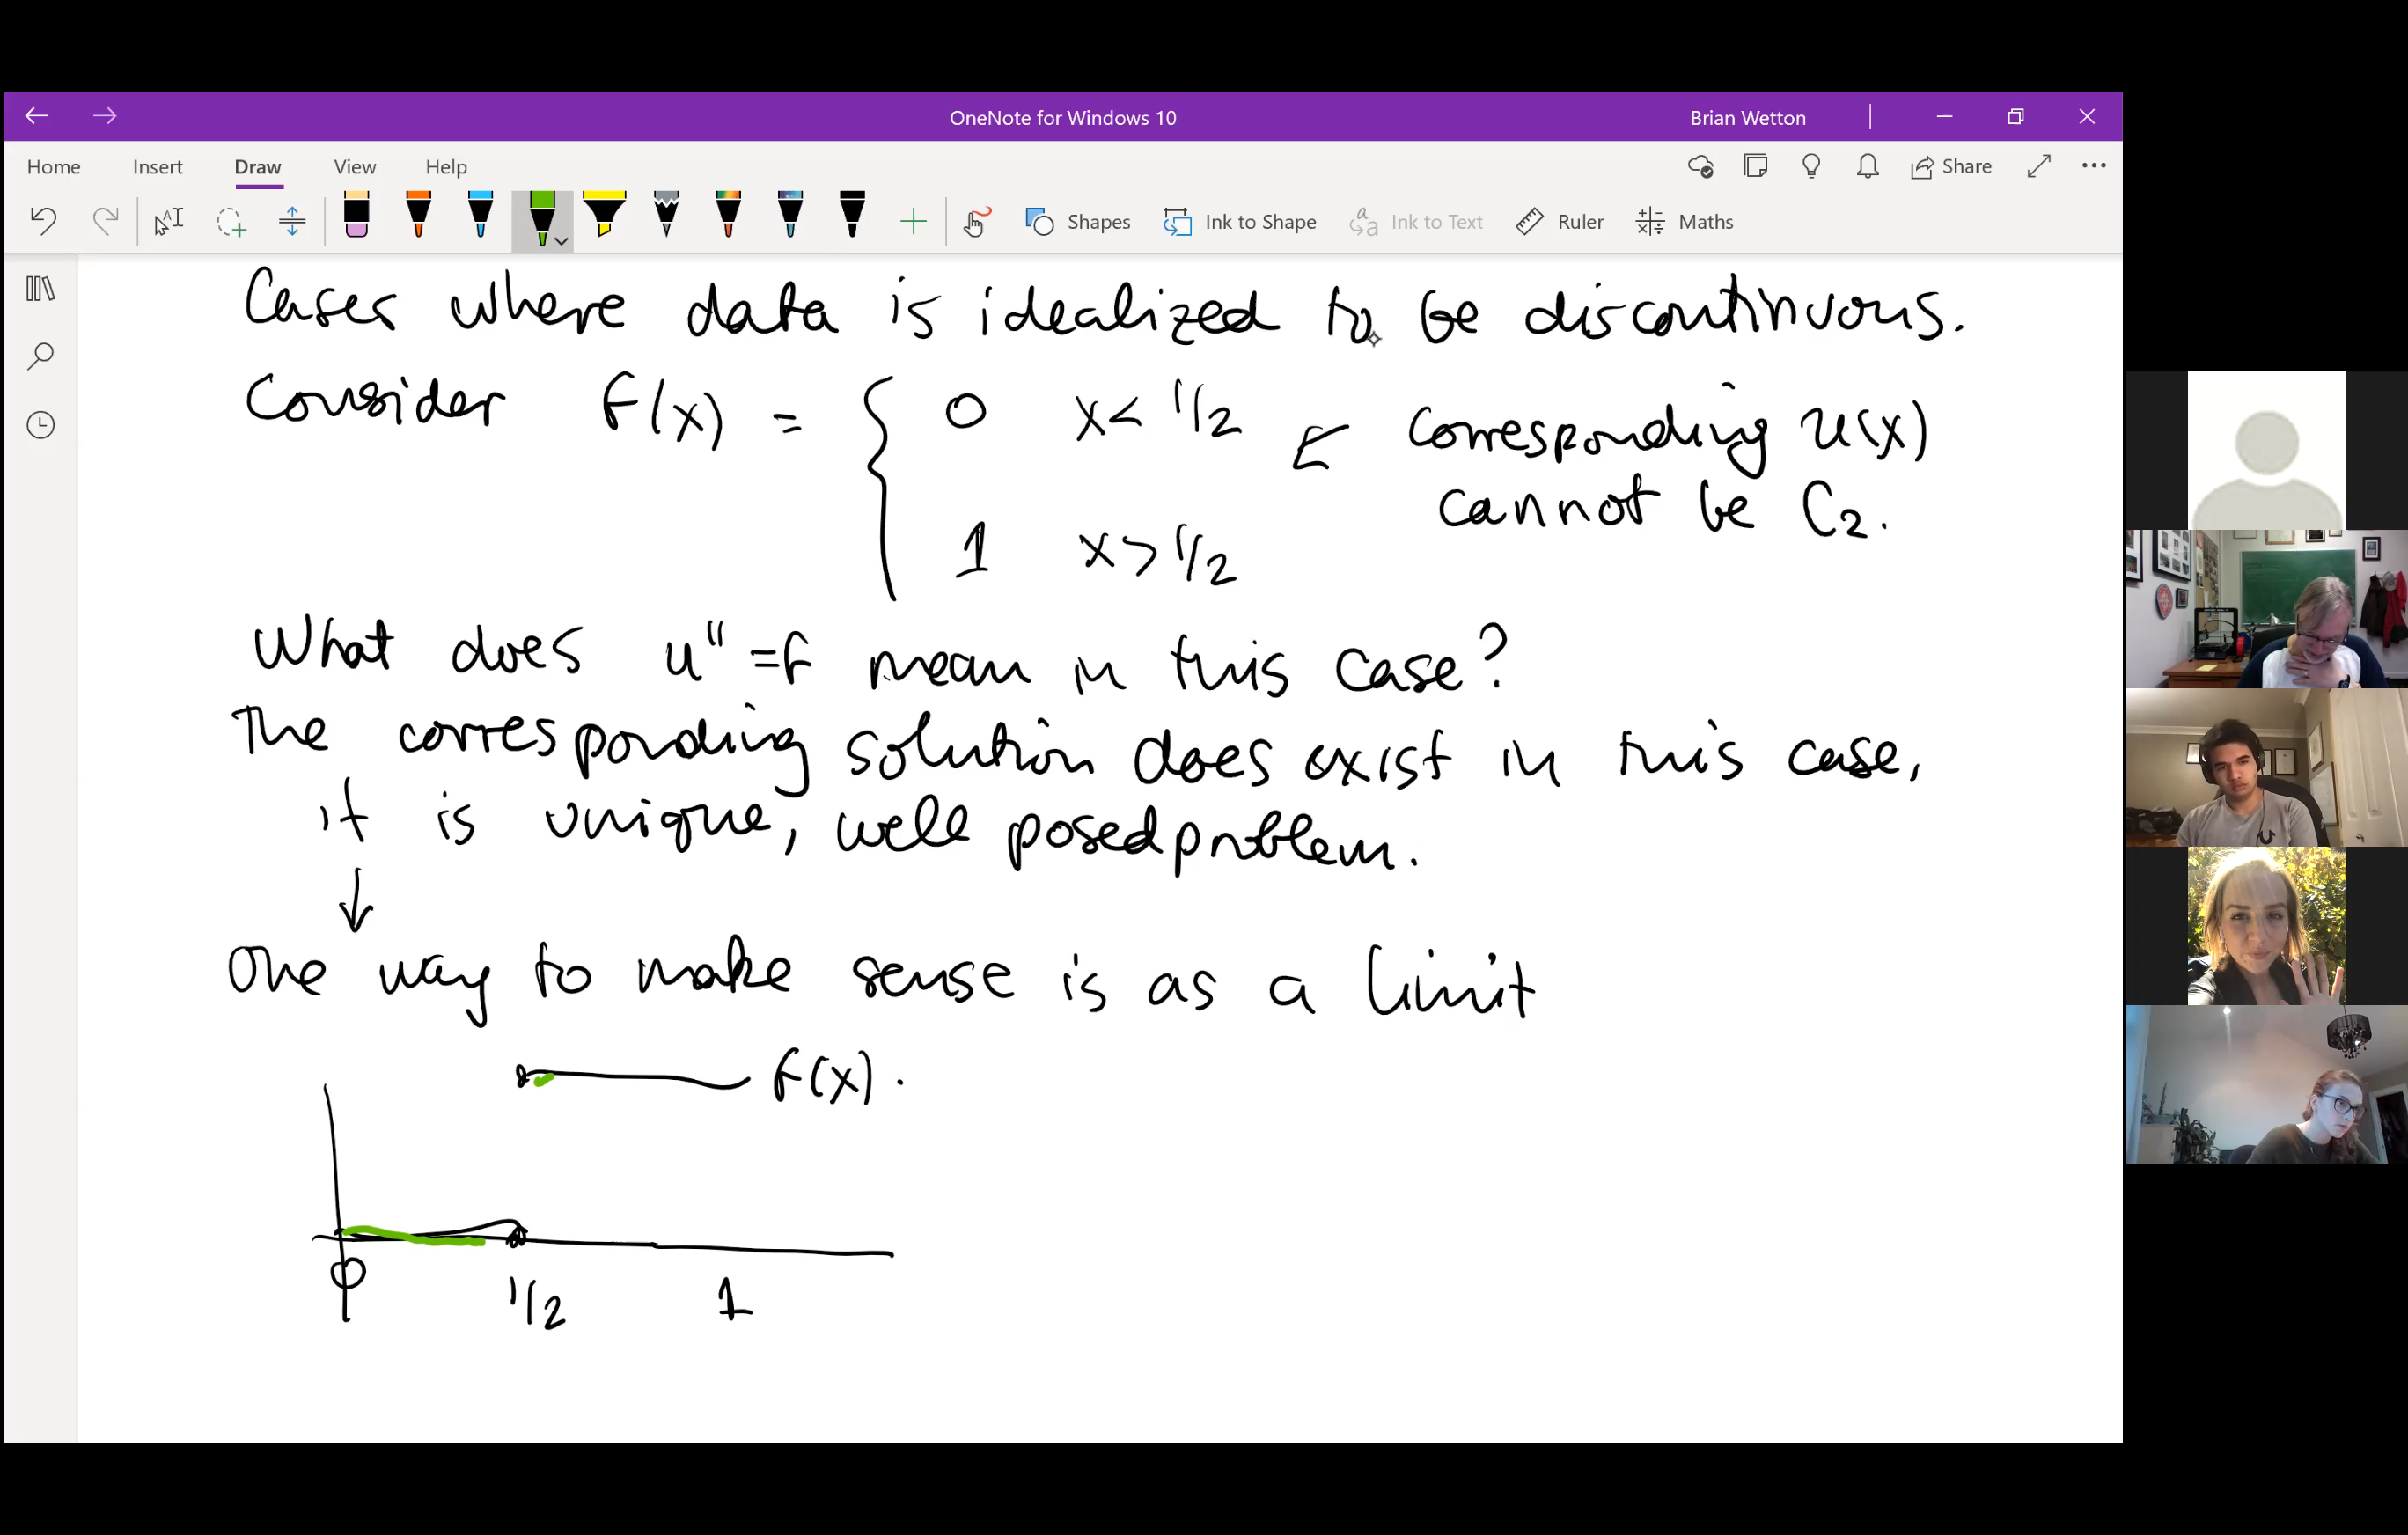 OneNote for Windows 10
Brian Wetton
Home Insert Draw View Help
Share
Shapes Ink to Shape Ink to Text Ruler Maths
Cases where data is idealized to be discontinuous.
Consider f(x) = { 0 x < 1/2 ← corresponding u(x)
cannot be C2.
1 x > 1/2
What does u'' = f mean in this case?
The corresponding solution does exist in this case,
it is unique, well posed problem.
↓
One way to make sense is as a limit
f(x).
0 1/2 1